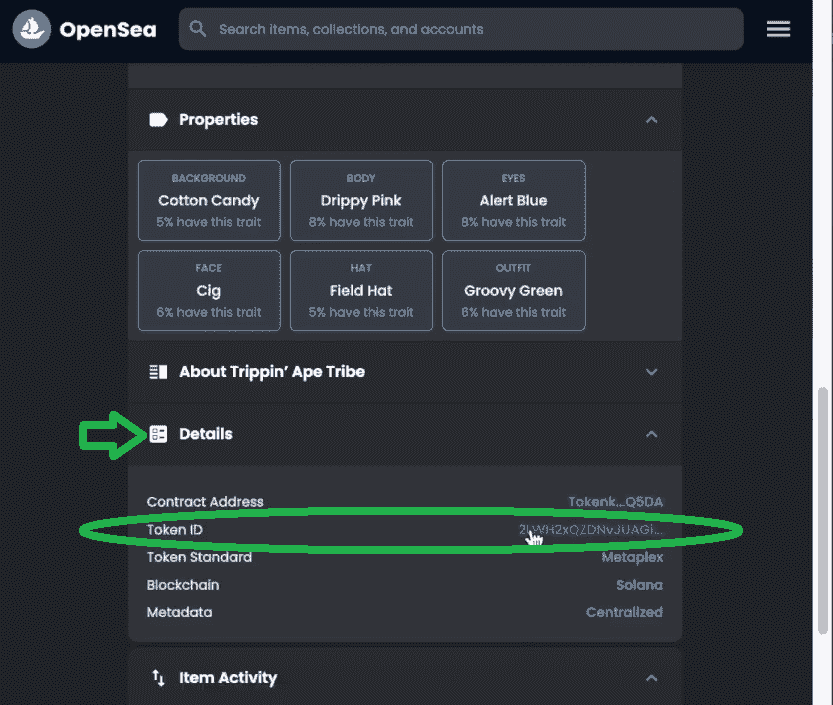 OpenSea
Search items, collections, and accounts
Properties
BACKGROUND
Cotton Candy
5% have this trait
BODY
Drippy Pink
8% have this trait
EYES
Alert Blue
8% have this trait
FACE
Cig
6% have this trait
HAT
Field Hat
5% have this trait
OUTFIT
Groovy Green
6% have this trait
About Trippin’ Ape Tribe
Details
Contract Address Tokenk...Q5DA
Token ID
Token Standard Metaplex
Blockchain Solana
Metadata Centralized
Item Activity